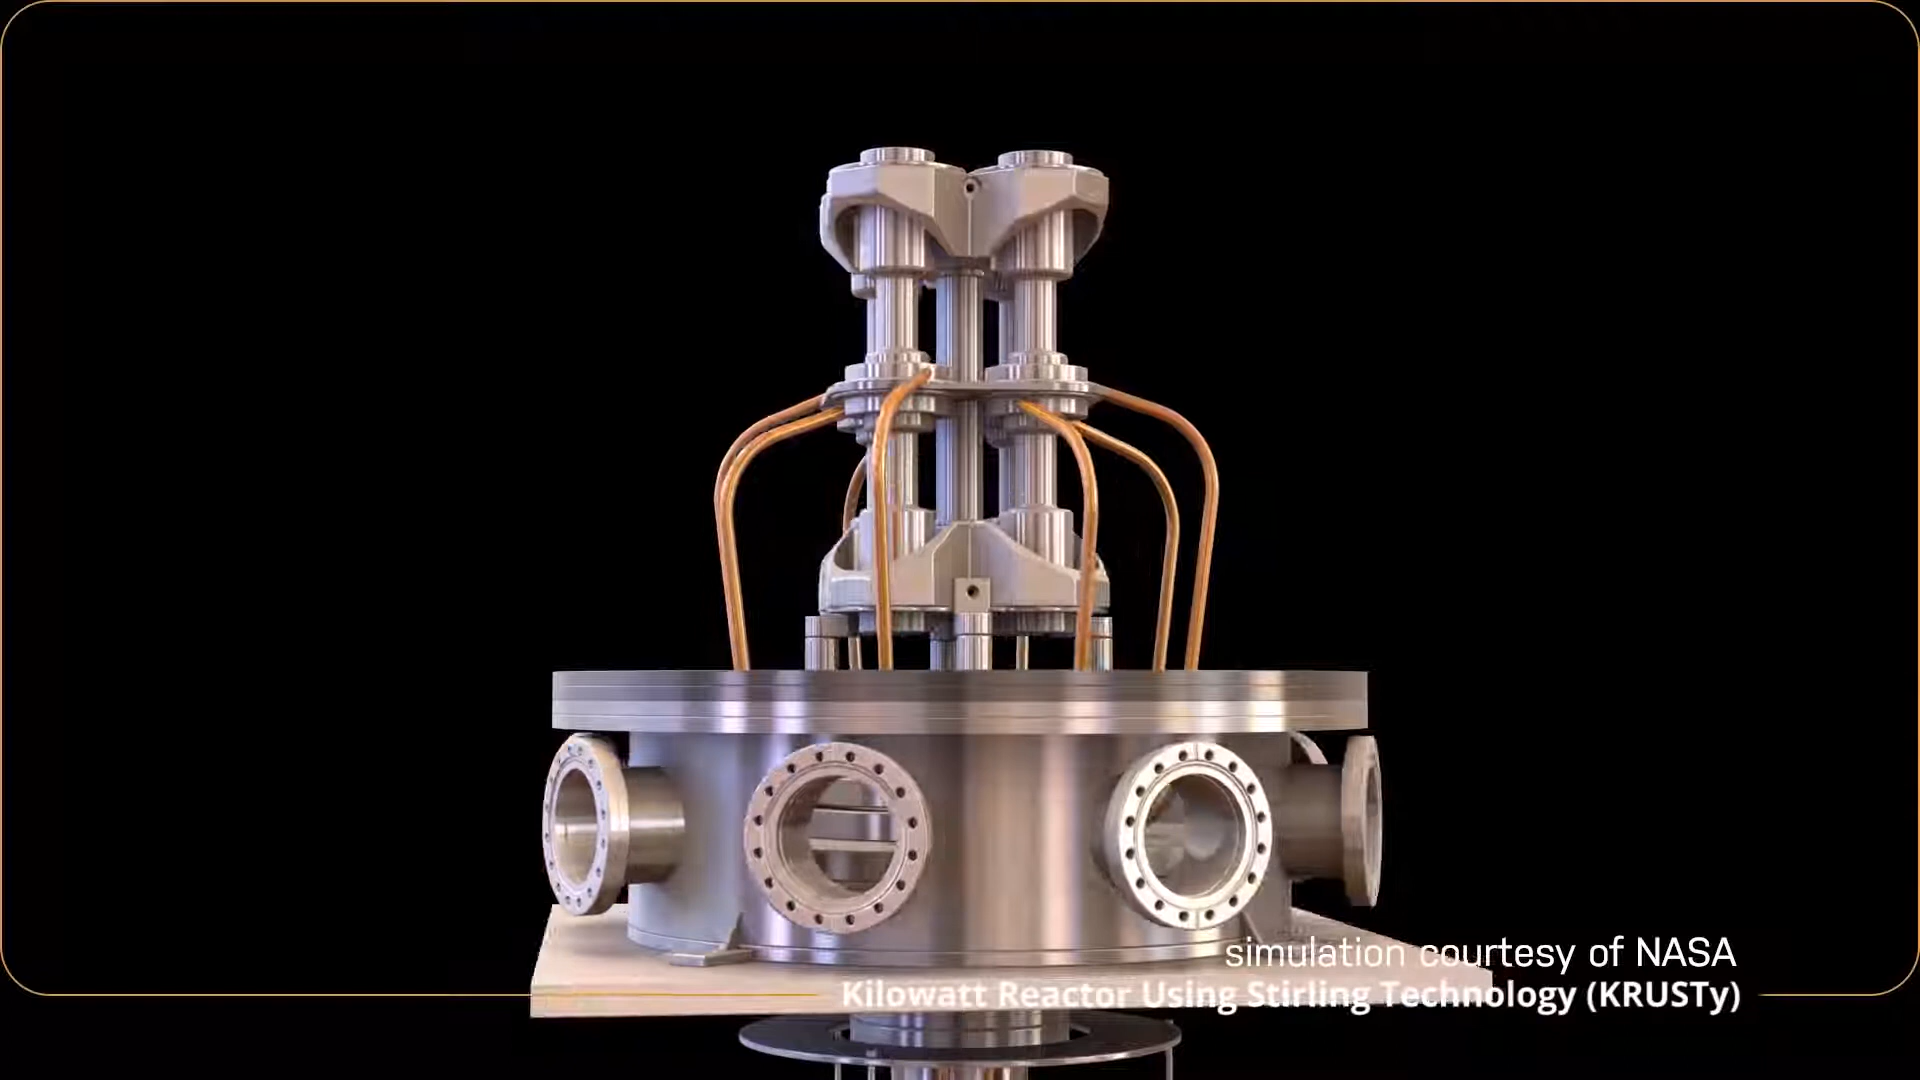 simulation courtesy of NASA
Kilowatt Reactor Using Stirling Technology (KRUSTy)